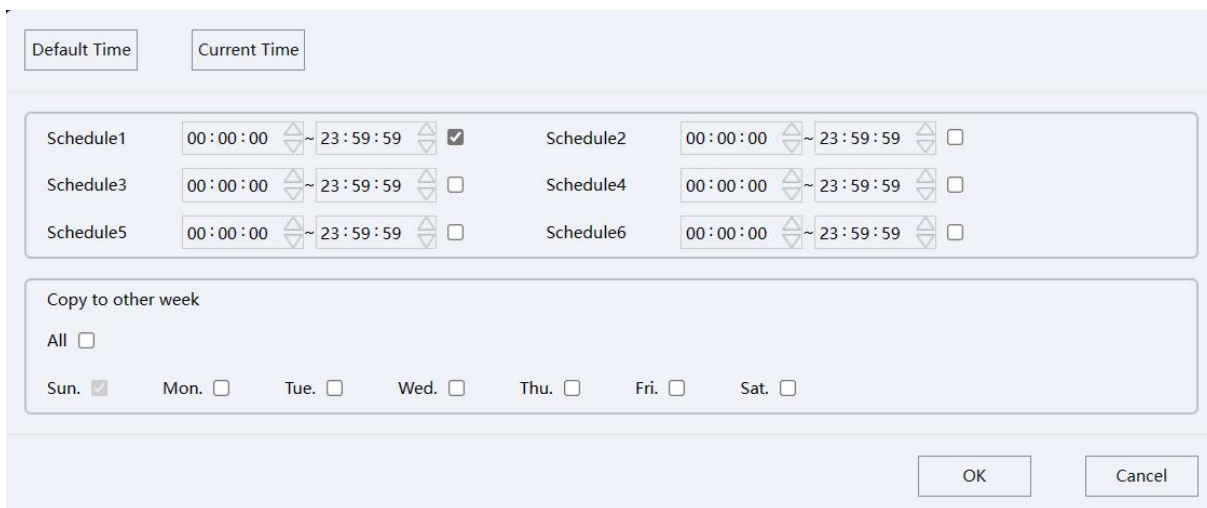 Default Time Current Time
Schedule1 00:00:00 ~ 23:59:59 Schedule2 00:00:00 ~ 23:59:59
Schedule3 00:00:00 ~ 23:59:59 Schedule4 00:00:00 ~ 23:59:59
Schedule5 00:00:00 ~ 23:59:59 Schedule6 00:00:00 ~ 23:59:59
Copy to other week
All
Sun. Mon. Tue. Wed. Thu. Fri. Sat.
OK Cancel